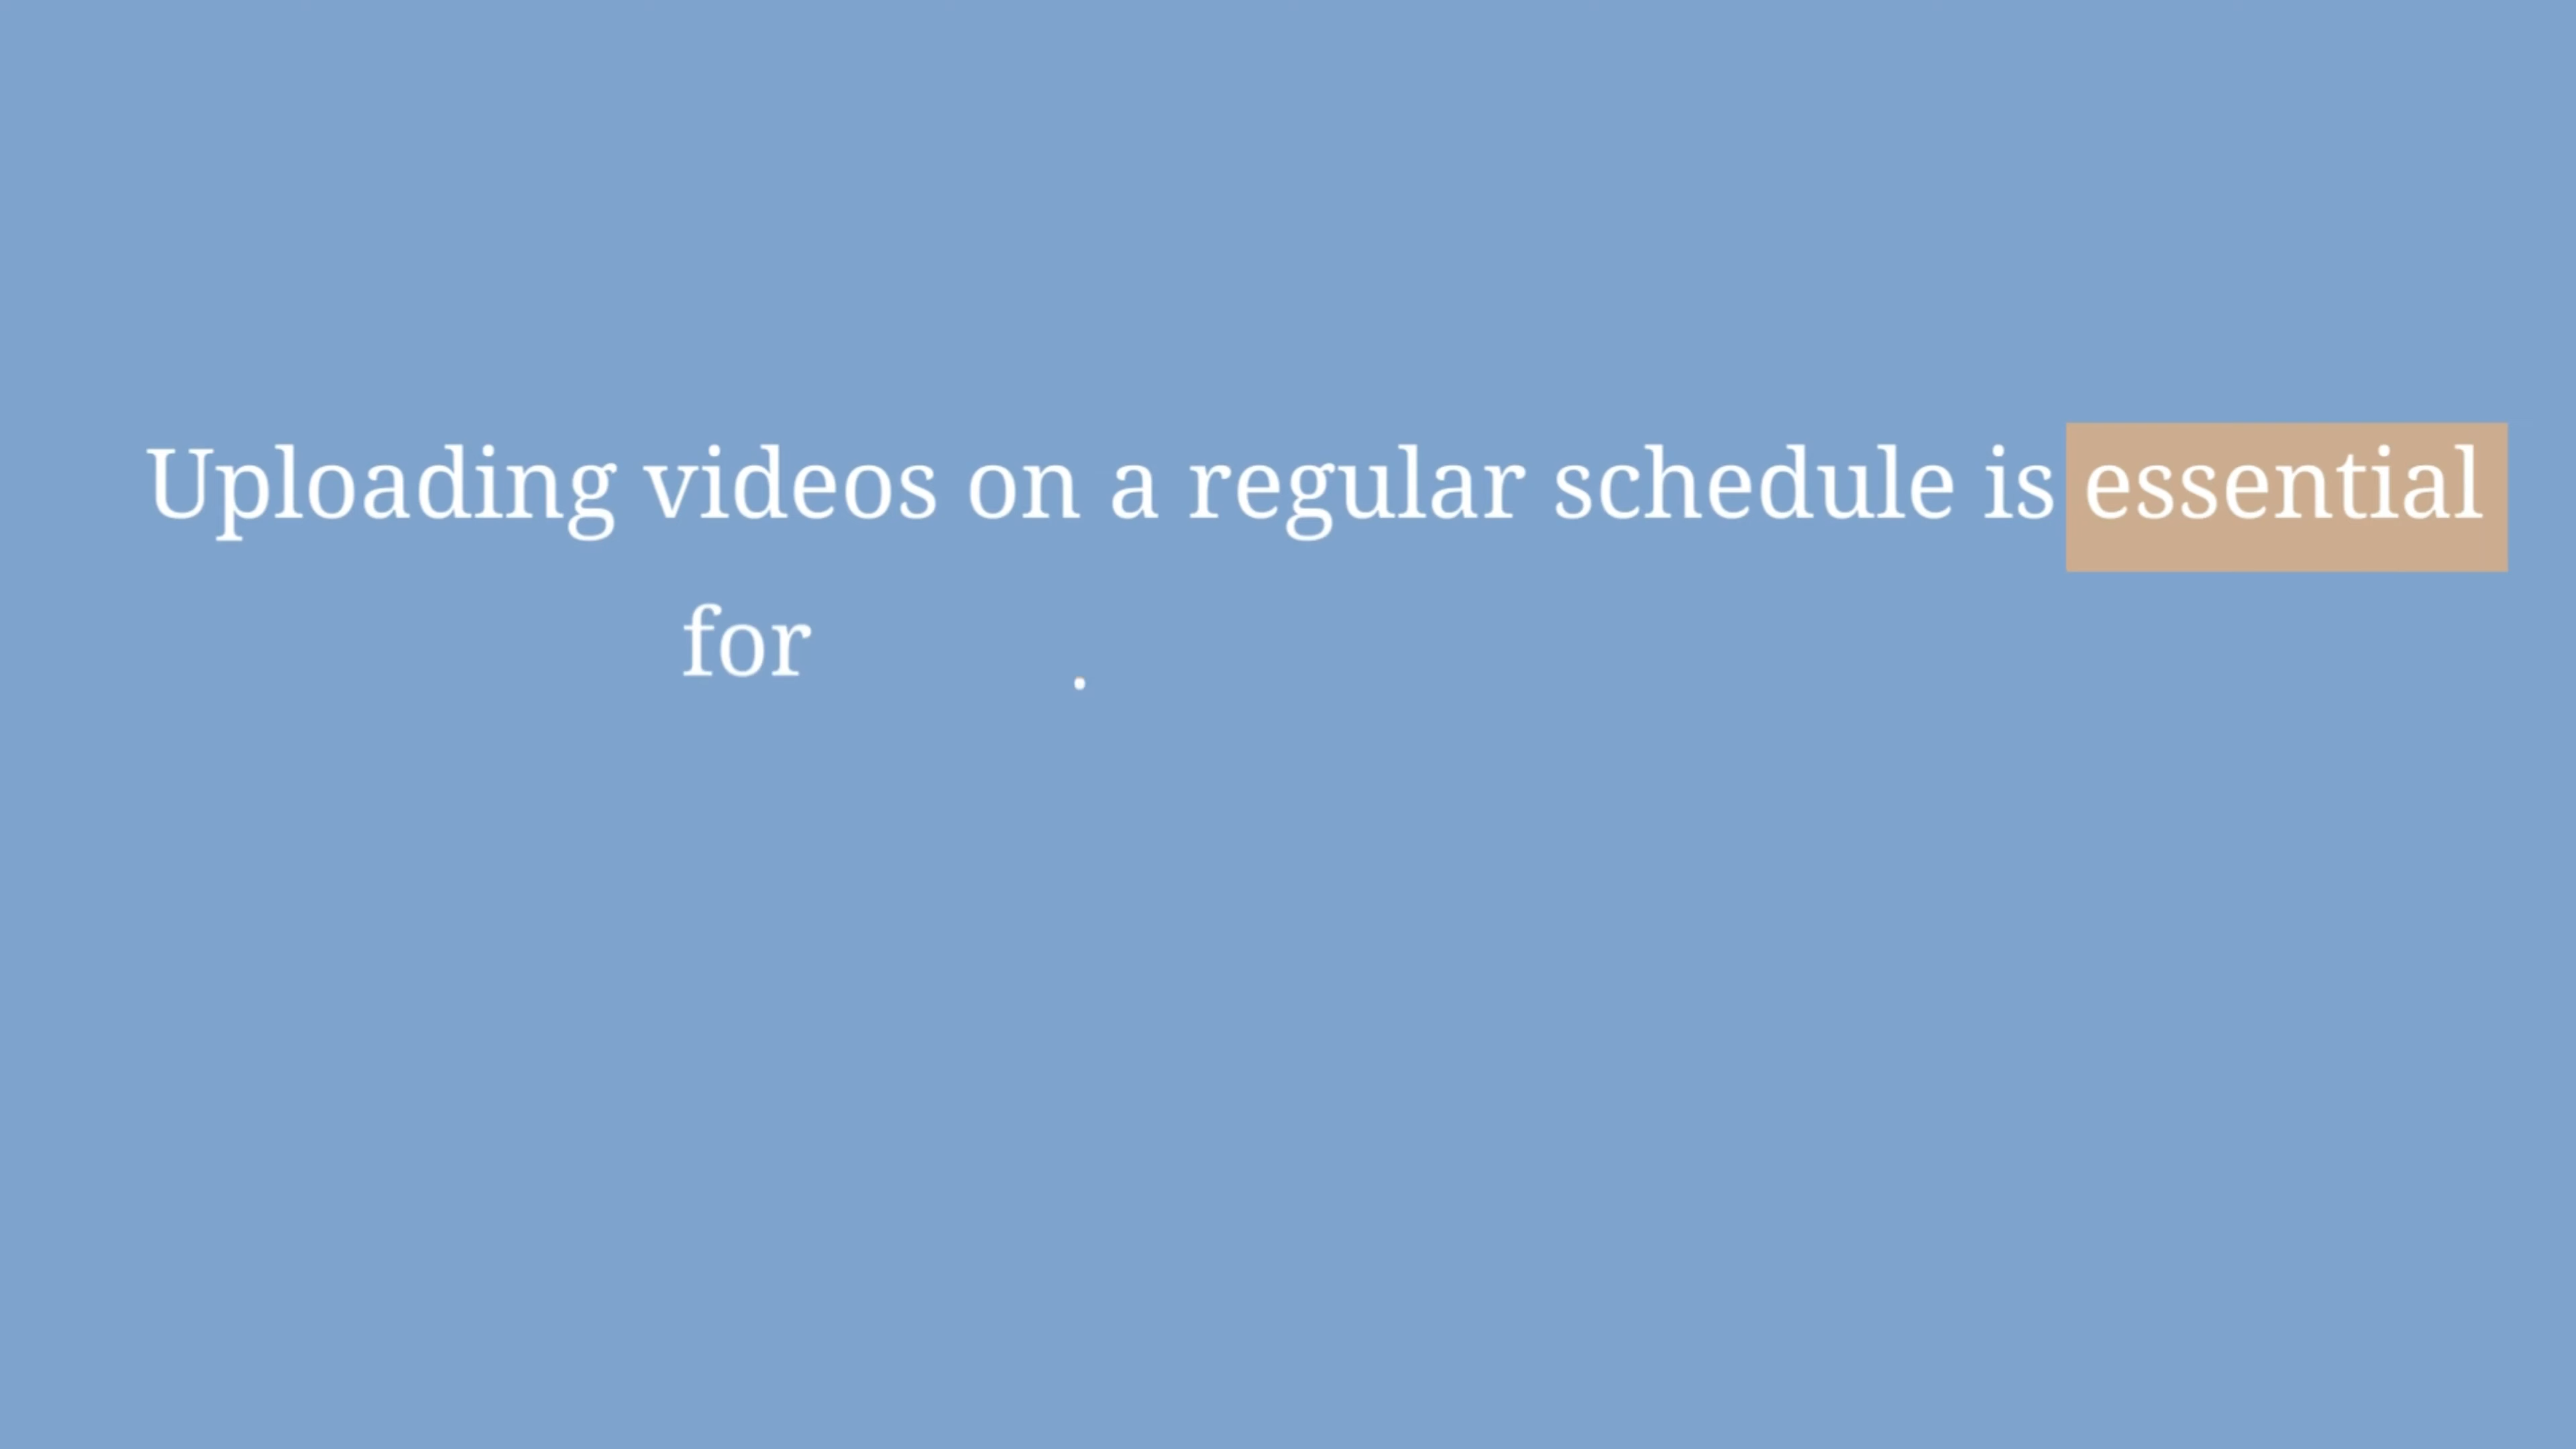 Uploading videos on a regular schedule is essential
for .